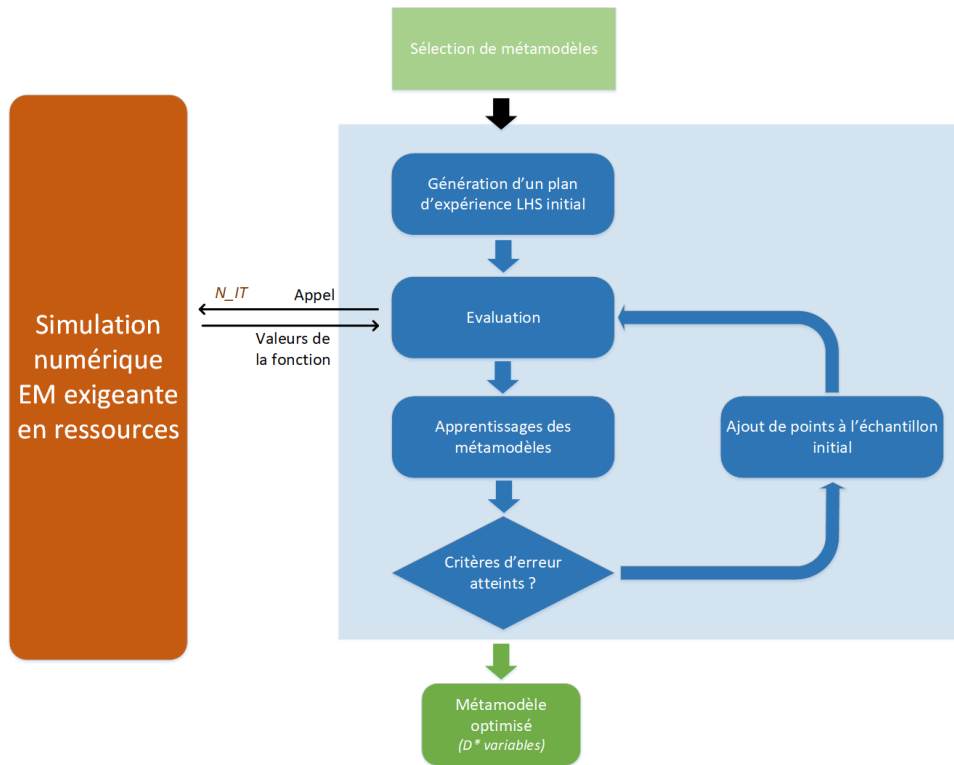 Sélection de métamodèles
Génération d'un plan
d'expérience LHS initial
N_IT
Appel
Evaluation
Valeurs de
la fonction
Simulation
numérique
EM exigeante
en ressources
Apprentissages des
métamodèles
Ajout de points à l'échantillon
initial
Critères d'erreur
atteints ?
Métamodèle
optimisé
(D* variables)